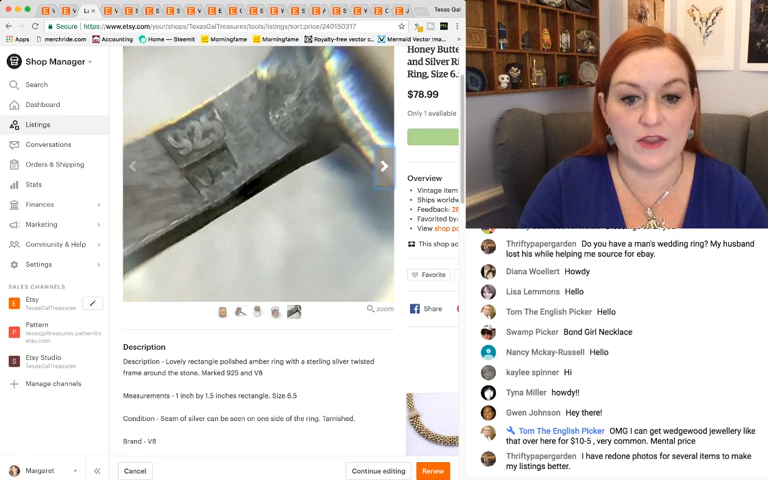 Texas Gal
Secure
https://www.etsy.com/your/shops/TexasGalTreasures/tools/listings/sort:price/240150317
Apps
merchride.com
Accounting
Home — Steemit
Morningfame
Morningfame
Royalty-free vector c
Mermaid Vector Ima
Shop Manager
Search
Dashboard
Listings
Conversations
Orders & Shipping
Stats
Finances
Marketing
Community & Help
Settings
SALES CHANNELS
Etsy
TexasGalTreasures
Pattern
texasgaltreasures.patternby
etsy.com
Etsy Studio
TexasGalTreasures
Manage channels
Margaret
925
zoom
Honey Butte
and Silver Ri
Ring, Size 6.
$78.99
Only 1 available
Overview
Vintage item
Ships worldw
Feedback: 26
Favorited by:
View shop po
This shop ac
Favorite
Share
Description
Description - Lovely rectangle polished amber ring with a sterling silver twisted
frame around the stone. Marked 925 and V8
Measurements - 1 inch by 1.5 inches rectangle. Size 6.5
Condition - Seam of silver can be seen on one side of the ring. Tarnished.
Brand - V8
Cancel
Continue editing
Renew
Thriftypapergarden Do you have a man's wedding ring? My husband
lost his while helping me source for ebay.
Diana Woellert Howdy
Lisa Lemmons Hello
Tom The English Picker Hello
Swamp Picker Bond Girl Necklace
Nancy Mckay-Russell Hello
kaylee spinner Hi
Tyna Miller howdy!!
Gwen Johnson Hey there!
Tom The English Picker OMG I can get wedgewood jewellery like
that over here for $10-5 , very common. Mental price
Thriftypapergarden I have redone photos for several items to make
my listings better.